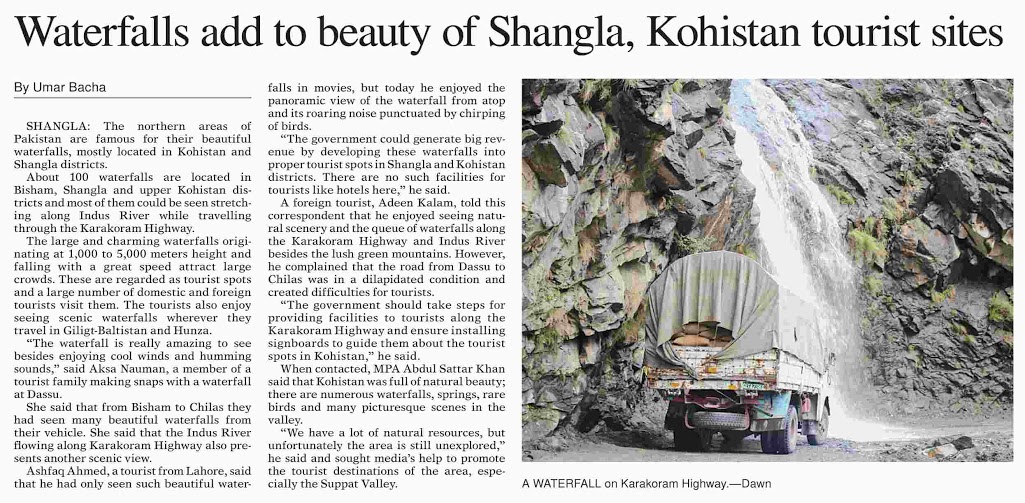 Waterfalls add to beauty of Shangla, Kohistan tourist sites
By Umar Bacha
SHANGLA: The northern areas of
Pakistan are famous for their beautiful
waterfalls, mostly located in Kohistan and
Shangla districts.
About 100 waterfalls are located in
Bisham, Shangla and upper Kohistan dis-
tricts and most of them could be seen stretch-
ing along Indus River while travelling
through the Karakoram Highway.
The large and charming waterfalls origi-
nating at 1,000 to 5,000 meters height and
falling with a great speed attract large
crowds. These are regarded as tourist spots
and a large number of domestic and foreign
tourists visit them. The tourists also enjoy
seeing scenic waterfalls wherever they
travel in Giligt-Baltistan and Hunza.
“The waterfall is really amazing to see
besides enjoying cool winds and humming
sounds,” said Aksa Nauman, a member of a
tourist family making snaps with a waterfall
at Dassu.
She said that from Bisham to Chilas they
had seen many beautiful waterfalls from
their vehicle. She said that the Indus River
flowing along Karakoram Highway also pre-
sents another scenic view.
Ashfaq Ahmed, a tourist from Lahore, said
that he had only seen such beautiful water-
falls in movies, but today he enjoyed the
panoramic view of the waterfall from atop
and its roaring noise punctuated by chirping
of birds.
“The government could generate big rev-
enue by developing these waterfalls into
proper tourist spots in Shangla and Kohistan
districts. There are no such facilities for
tourists like hotels here,” he said.
A foreign tourist, Adeen Kalam, told this
correspondent that he enjoyed seeing natu-
ral scenery and the queue of waterfalls along
the Karakoram Highway and Indus River
besides the lush green mountains. However,
he complained that the road from Dassu to
Chilas was in a dilapidated condition and
created difficulties for tourists.
“The government should take steps for
providing facilities to tourists along the
Karakoram Highway and ensure installing
signboards to guide them about the tourist
spots in Kohistan,” he said.
When contacted, MPA Abdul Sattar Khan
said that Kohistan was full of natural beauty;
there are numerous waterfalls, springs, rare
birds and many picturesque scenes in the
valley.
“We have a lot of natural resources, but
unfortunately the area is still unexplored,”
he said and sought media’s help to promote
the tourist destinations of the area, espe-
cially the Suppat Valley.
A WATERFALL on Karakoram Highway.—Dawn